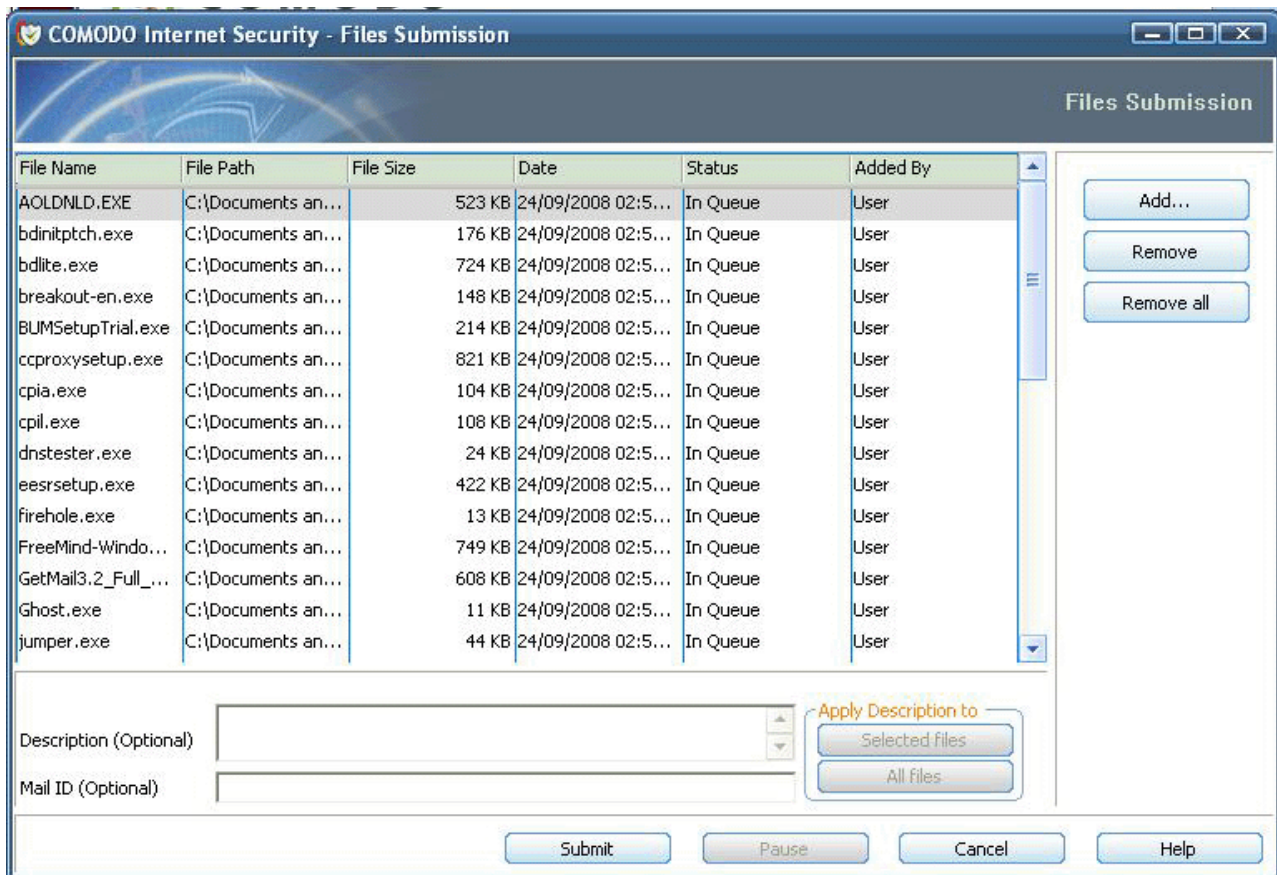 COMODO Internet Security - Files Submission
Files Submission
File Name File Path File Size Date Status Added By
AOLDNLD.EXE C:\Documents an... 523 KB 24/09/2008 02:5... In Queue User
bdinitptch.exe C:\Documents an... 176 KB 24/09/2008 02:5... In Queue User
bdlite.exe C:\Documents an... 724 KB 24/09/2008 02:5... In Queue User
breakout-en.exe C:\Documents an... 148 KB 24/09/2008 02:5... In Queue User
BUMSetupTrial.exe C:\Documents an... 214 KB 24/09/2008 02:5... In Queue User
ccproxysetup.exe C:\Documents an... 821 KB 24/09/2008 02:5... In Queue User
cpia.exe C:\Documents an... 104 KB 24/09/2008 02:5... In Queue User
cpil.exe C:\Documents an... 108 KB 24/09/2008 02:5... In Queue User
dnstester.exe C:\Documents an... 24 KB 24/09/2008 02:5... In Queue User
eesrsetup.exe C:\Documents an... 422 KB 24/09/2008 02:5... In Queue User
firehole.exe C:\Documents an... 13 KB 24/09/2008 02:5... In Queue User
FreeMind-Windo... C:\Documents an... 749 KB 24/09/2008 02:5... In Queue User
GetMail3.2_Full_... C:\Documents an... 608 KB 24/09/2008 02:5... In Queue User
Ghost.exe C:\Documents an... 11 KB 24/09/2008 02:5... In Queue User
jumper.exe C:\Documents an... 44 KB 24/09/2008 02:5... In Queue User
Add...
Remove
Remove all
Description (Optional)
Mail ID (Optional)
Apply Description to
Selected files
All files
Submit Pause Cancel Help